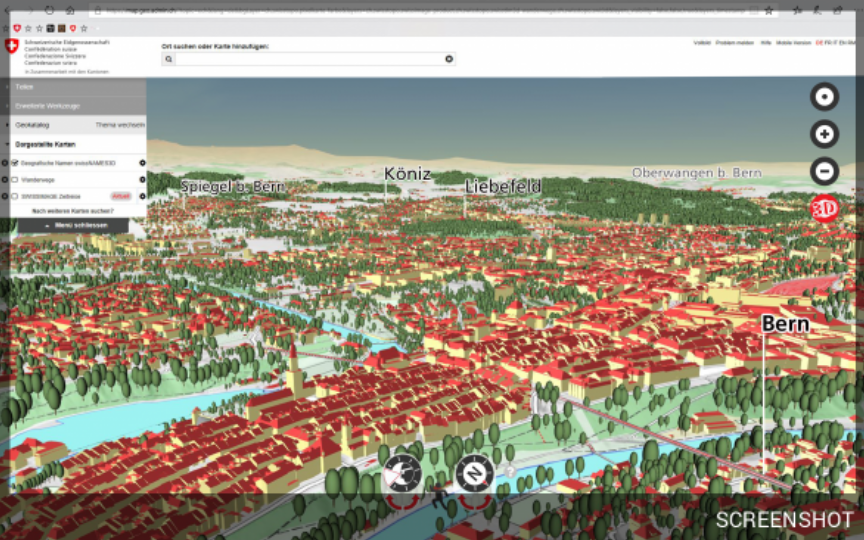 Schweizerische Eidgenossenschaft
Confédération suisse
Confederazione Svizzera
Confederaziun svizra
In Zusammenarbeit mit den Kantonen
Ort suchen oder Karte hinzufügen:
Vollbild Problem melden Hilfe Mobile Version DE FR IT EN RM
Teilen
Erweiterte Werkzeuge
Geokatalog Thema wechseln
Dargestellte Karten
Geografische Namen swissNAMES3D
Wanderwege
SWISSIMAGE Zeitreise
Nach weiteren Karten suchen?
Menü schliessen
3D
Köniz
Oberwangen b. Bern
Spiegel b. Bern
Liebefeld
Bern
N
SCREENSHOT